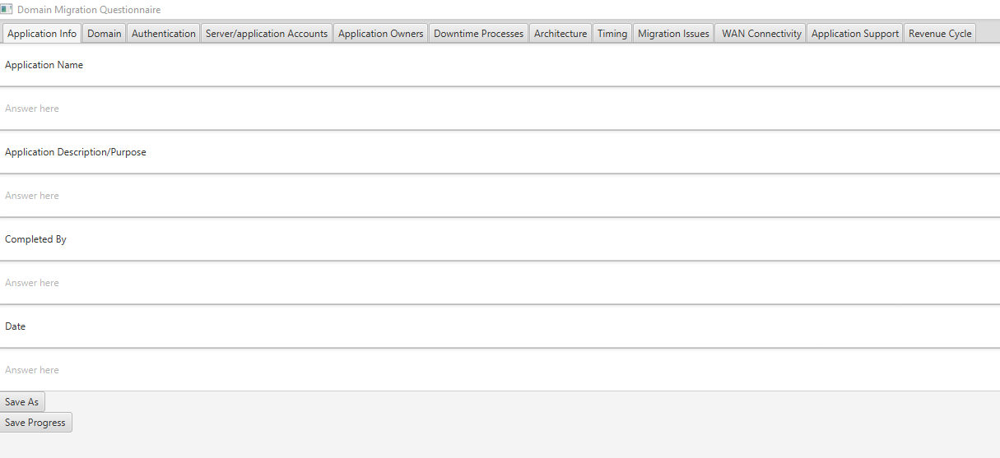 Domain Migration Questionnaire
Application Info Domain Authentication Server/application Accounts Application Owners Downtime Processes Architecture Timing Migration Issues WAN Connectivity Application Support Revenue Cycle
Application Name
Answer here
Application Description/Purpose
Answer here
Completed By
Answer here
Date
Answer here
Save As
Save Progress